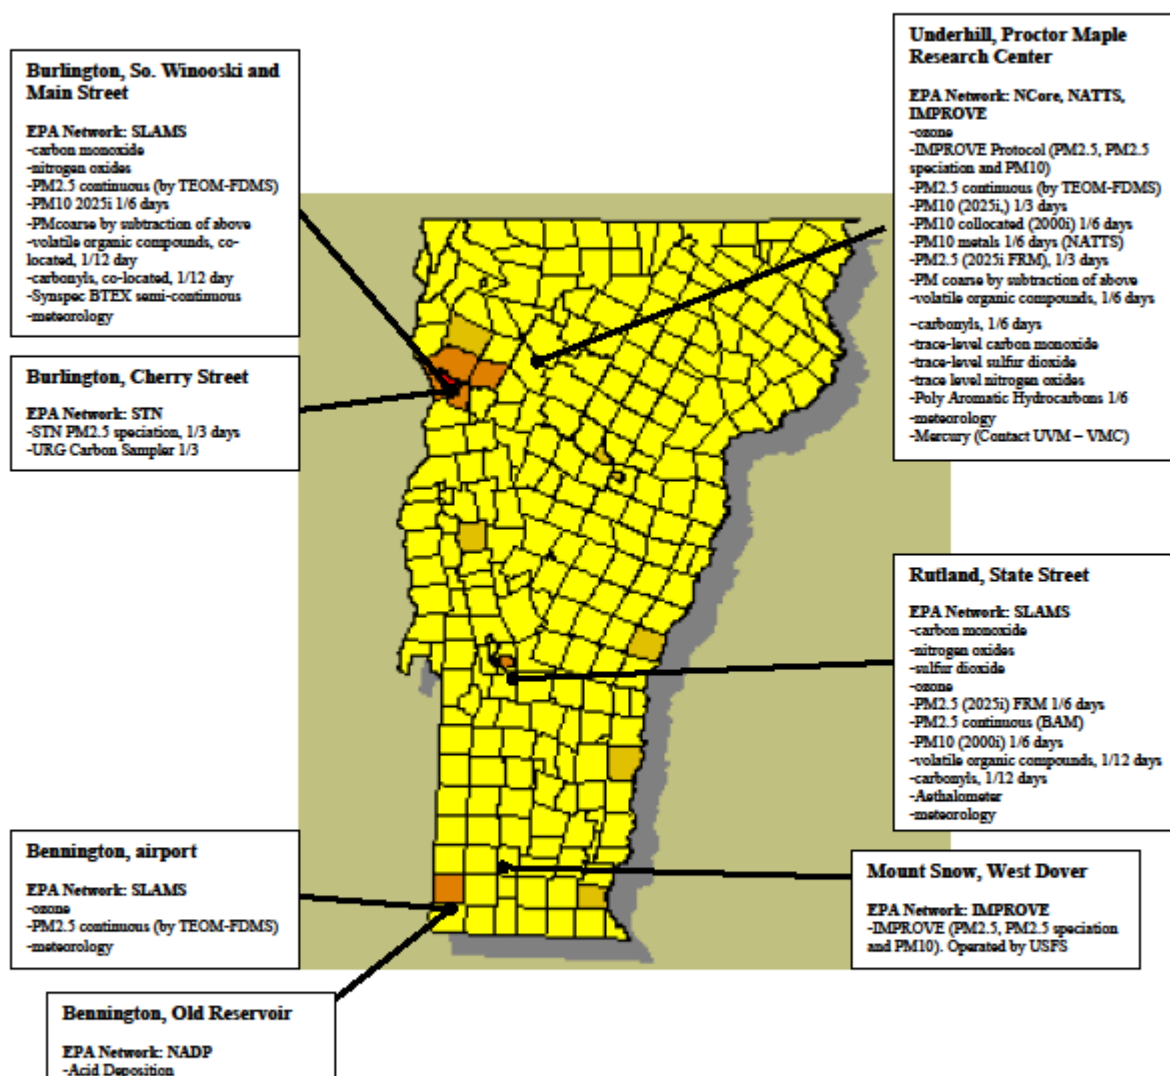 Burlington, So. Winooski and
Main Street
EPA Network: SLAMS
-carbon monoxide
-nitrogen oxides
-PM2.5 continuous (by TEOM-FDMS)
-PM10 2025i 1/6 days
-PMcoarse by subtraction of above
-volatile organic compounds, co-
located, 1/12 day
-carbonyls, co-located, 1/12 day
-Synspec BTEX semi-continuous
-meteorology
Burlington, Cherry Street
EPA Network: STN
-STN PM2.5 speciation, 1/3 days
-URG Carbon Sampler 1/3
Bennington, airport
EPA Network: SLAMS
-ozone
-PM2.5 continuous (by TEOM-FDMS)
-meteorology
Bennington, Old Reservoir
EPA Network: NADP
-Acid Deposition
Underhill, Proctor Maple
Research Center
EPA Network: NCore, NATTS,
IMPROVE
-ozone
-IMPROVE Protocol (PM2.5, PM2.5
speciation and PM10)
-PM2.5 continuous (by TEOM-FDMS)
-PM10 (2025i,) 1/3 days
-PM10 collocated (2000i) 1/6 days
-PM10 metals 1/6 days (NATTS)
-PM2.5 (2025i FRM), 1/3 days
-PM coarse by subtraction of above
-volatile organic compounds, 1/6 days
-carbonyls, 1/6 days
-trace-level carbon monoxide
-trace-level sulfur dioxide
-trace level nitrogen oxides
-Poly Aromatic Hydrocarbons 1/6
-meteorology
-Mercury (Contact UVM – VMC)
Rutland, State Street
EPA Network: SLAMS
-carbon monoxide
-nitrogen oxides
-sulfur dioxide
-ozone
-PM2.5 (2025i) FRM 1/6 days
-PM2.5 continuous (BAM)
-PM10 (2000i) 1/6 days
-volatile organic compounds, 1/12 days
-carbonyls, 1/12 days
-Aethalometer
-meteorology
Mount Snow, West Dover
EPA Network: IMPROVE
-IMPROVE (PM2.5, PM2.5 speciation
and PM10). Operated by USFS